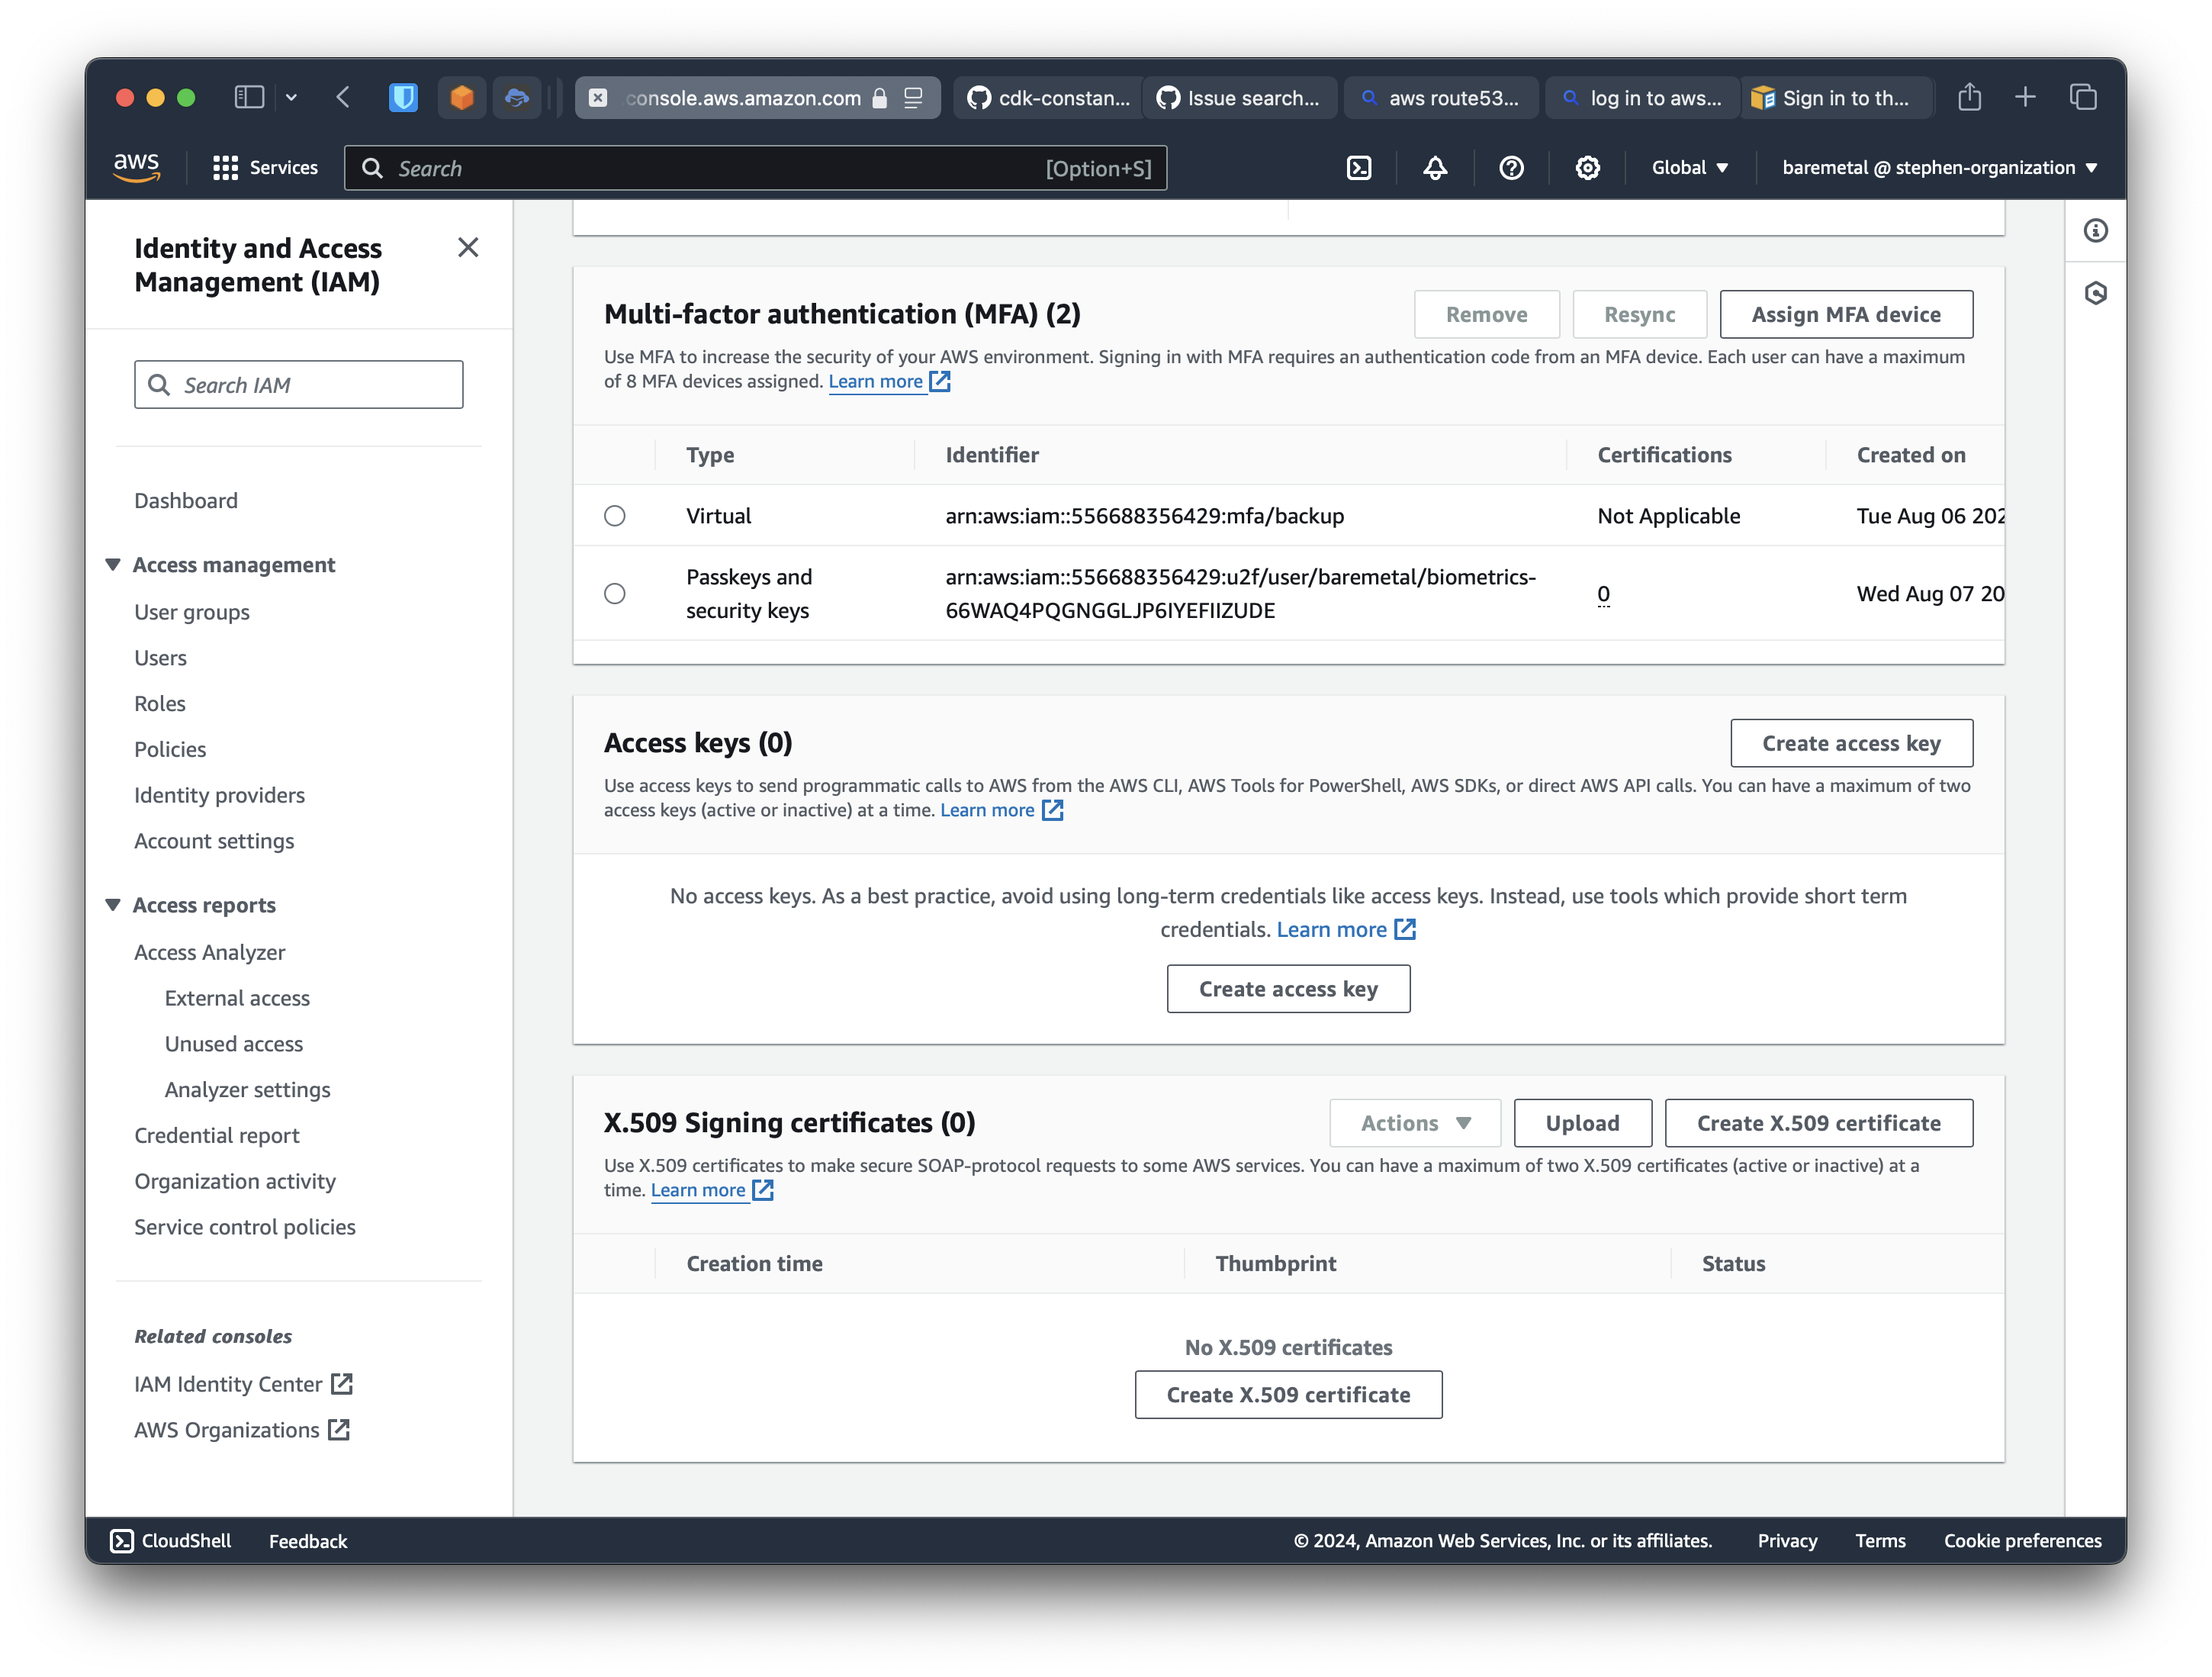 console.aws.amazon.com
cdk-constan...
Issue search...
aws route53...
log in to aws...
Sign in to th...
aws
Services
Search
[Option+S]
Global
baremetal @ stephen-organization
Identity and Access
Management (IAM)
Search IAM
Dashboard
Access management
User groups
Users
Roles
Policies
Identity providers
Account settings
Access reports
Access Analyzer
External access
Unused access
Analyzer settings
Credential report
Organization activity
Service control policies
Related consoles
IAM Identity Center
AWS Organizations
Multi-factor authentication (MFA) (2)
Remove
Resync
Assign MFA device
Use MFA to increase the security of your AWS environment. Signing in with MFA requires an authentication code from an MFA device. Each user can have a maximum
of 8 MFA devices assigned. Learn more
Type
Identifier
Certifications
Created on
Virtual
arn:aws:iam::556688356429:mfa/backup
Not Applicable
Tue Aug 06 202
Passkeys and
security keys
arn:aws:iam::556688356429:u2f/user/baremetal/biometrics-
66WAQ4PQGNGGLJP6IYEFIIZUDE
0
Wed Aug 07 20
Access keys (0)
Create access key
Use access keys to send programmatic calls to AWS from the AWS CLI, AWS Tools for PowerShell, AWS SDKs, or direct AWS API calls. You can have a maximum of two
access keys (active or inactive) at a time. Learn more
No access keys. As a best practice, avoid using long-term credentials like access keys. Instead, use tools which provide short term
credentials. Learn more
Create access key
X.509 Signing certificates (0)
Actions
Upload
Create X.509 certificate
Use X.509 certificates to make secure SOAP-protocol requests to some AWS services. You can have a maximum of two X.509 certificates (active or inactive) at a
time. Learn more
Creation time
Thumbprint
Status
No X.509 certificates
Create X.509 certificate
CloudShell
Feedback
© 2024, Amazon Web Services, Inc. or its affiliates.
Privacy
Terms
Cookie preferences